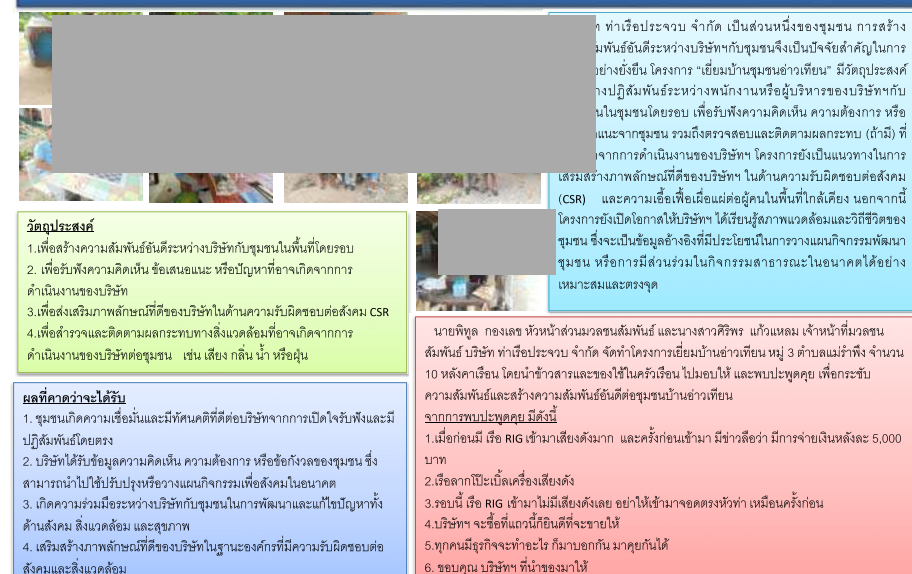 ท่าเรือประจวบ จำกัด เป็นส่วนหนึ่งของชุมชน การสร้าง
ระหว่างบริษัทฯกับชุมชนจึงเป็นปัจจัยสำคัญในการ
อย่างยั่งยืน โครงการ “เยี่ยมบ้านชุมชนอ่าวเทียน” มีวัตถุประสงค์
ปฏิสัมพันธ์ระหว่างพนักงานหรือผู้บริหารของบริษัทฯกับ
ในชุมชนโดยรอบ เพื่อรับฟังความคิดเห็น ความต้องการ หรือ
จากชุมชน รวมถึงตรวจสอบและติดตามผลกระทบ (ถ้ามี) ที่
จากการดำเนินงานของบริษัทฯ โครงการยังเป็นแนวทางในการ
เสริมสร้างภาพลักษณ์ที่ดีของบริษัทฯ ในด้านความรับผิดชอบต่อสังคม
(CSR) และความเอื้อเฟื้อเผื่อแผ่ต่อผู้คนในพื้นที่ใกล้เคียง นอกจากนี้
โครงการยังเปิดโอกาสให้บริษัทฯ ได้เรียนรู้สภาพแวดล้อมและวิถีชีวิตของ
ชุมชน ซึ่งจะเป็นข้อมูลอ้างอิงที่มีประโยชน์ในการวางแผนกิจกรรมพัฒนา
ชุมชน หรือการมีส่วนร่วมในกิจกรรมสาธารณะในอนาคตได้อย่าง
เหมาะสมและตรงจุด
วัตถุประสงค์
1.เพื่อสร้างความสัมพันธ์อันดีระหว่างบริษัทกับชุมชนในพื้นที่โดยรอบ
2. เพื่อรับฟังความคิดเห็น ข้อเสนอแนะ หรือปัญหาที่อาจเกิดจากการ
ดำเนินงานของบริษัท
3.เพื่อส่งเสริมภาพลักษณ์ที่ดีของบริษัทในด้านความรับผิดชอบต่อสังคม CSR
4.เพื่อสำรวจและติดตามผลกระทบทางสิ่งแวดล้อมที่อาจเกิดจากการ
ดำเนินงานของบริษัทต่อชุมชน เช่น เสียง กลิ่น น้ำ หรือฝุ่น
ผลที่คาดว่าจะได้รับ
1. ชุมชนเกิดความเชื่อมั่นและมีทัศนคติที่ดีต่อบริษัทจากการเปิดใจรับฟังและมี
ปฏิสัมพันธ์โดยตรง
2. บริษัทได้รับข้อมูลความคิดเห็น ความต้องการ หรือข้อกังวลของชุมชน ซึ่ง
สามารถนำไปใช้ปรับปรุงหรือวางแผนกิจกรรมเพื่อสังคมในอนาคต
3. เกิดความร่วมมือระหว่างบริษัทกับชุมชนในการพัฒนาและแก้ไขปัญหาทั้ง
ด้านสังคม สิ่งแวดล้อม และสุขภาพ
4. เสริมสร้างภาพลักษณ์ที่ดีของบริษัทในฐานะองค์กรที่มีความรับผิดชอบต่อ
สังคมและสิ่งแวดล้อม
นายพิทูล กองเลข หัวหน้าส่วนมวลชนสัมพันธ์ และนางสาวศิริพร แก้วแหลม เจ้าหน้าที่มวลชน
สัมพันธ์ บริษัท ท่าเรือประจวบ จำกัด จัดทำโครงการเยี่ยมบ้านอ่าวเทียน หมู่ 3 ตำบลแม่รำพึง จำนวน
10 หลังคาเรือน โดยนำข้าวสารและของใช้ในครัวเรือน ไปมอบให้ และพบปะพูดคุย เพื่อกระชับ
ความสัมพันธ์และสร้างความสัมพันธ์อันดีต่อชุมชนบ้านอ่าวเทียน
จากการพบปะพูดคุย มีดังนี้
1.เมื่อก่อนมี เรือ RIG เข้ามาเสียงดังมาก และครั้งก่อนเข้ามา มีข่าวลือว่า มีการจ่ายเงินหลังละ 5,000
บาท
2.เรือลากโป๊ะเบิ้ลเครื่องเสียงดัง
3.รอบนี้ เรือ RIG เข้ามาไม่มีเสียงดังเลย อย่าให้เข้ามาจอดตรงหัวท่า เหมือนครั้งก่อน
4.บริษัทฯ จะซื้อที่แถวนี้ก็ยินดีที่จะขายให้
5.ทุกคนมีธุรกิจจะทำอะไร ก็มาบอกกัน มาคุยกันได้
6. ขอบคุณ บริษัทฯ ที่นำของมาให้